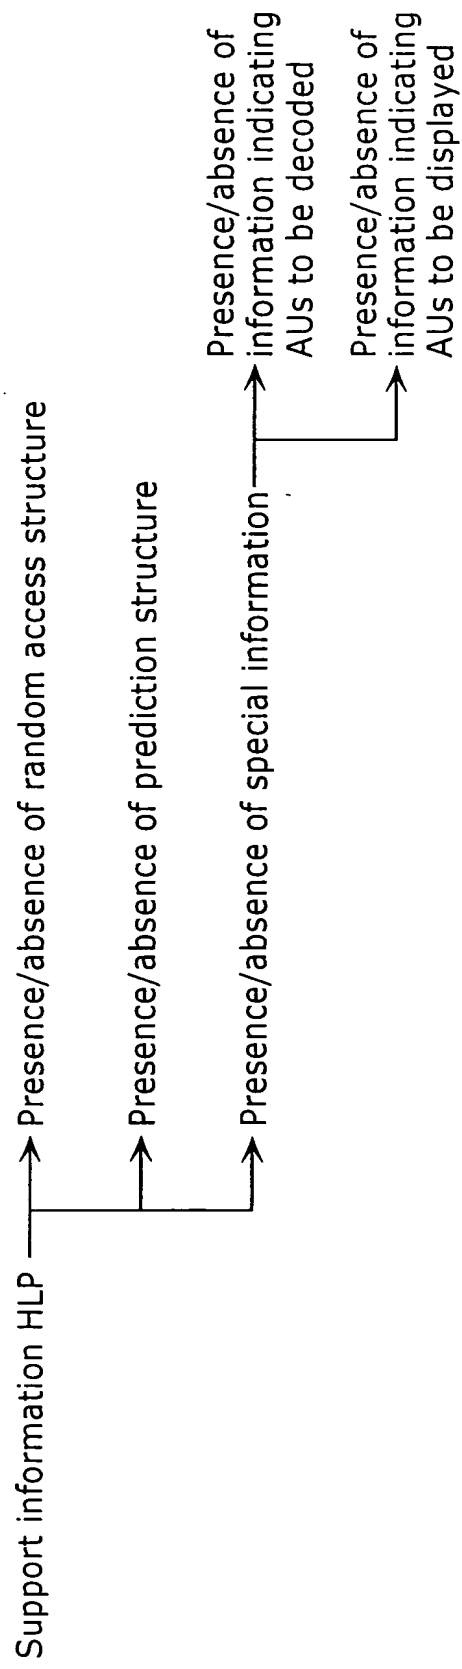 Support information HLP
Presence/absence of random access structure
Presence/absence of prediction structure
Presence/absence of special information
Presence/absence of
information indicating
AUs to be decoded
Presence/absence of
information indicating
AUs to be displayed